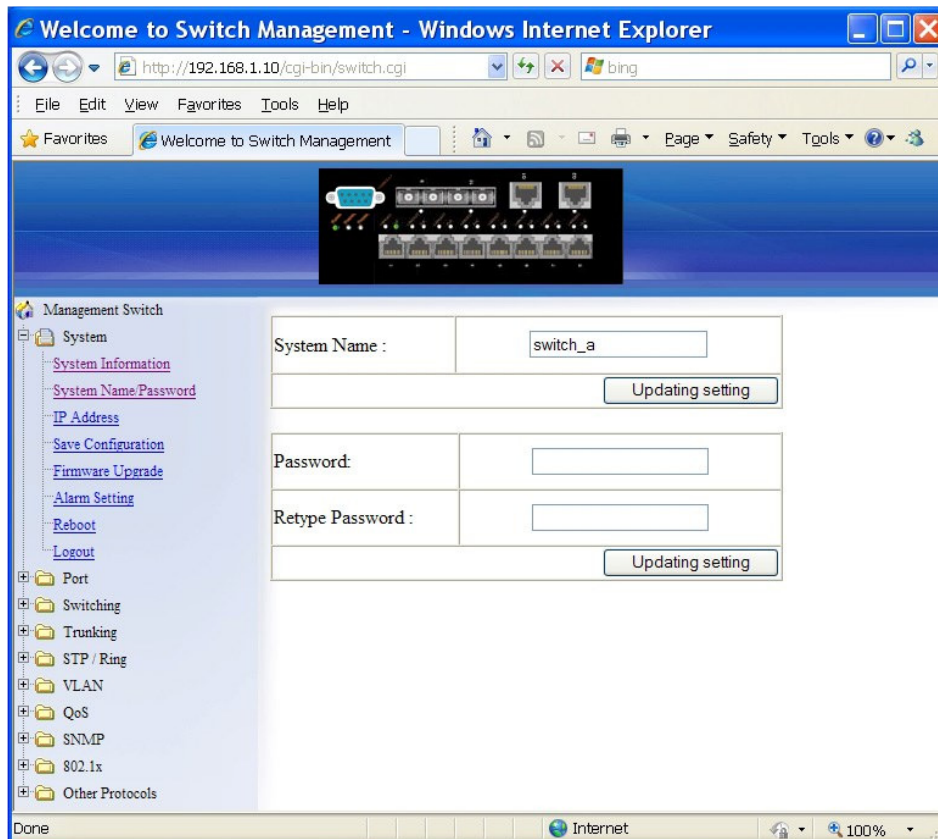 Welcome to Switch Management - Windows Internet Explorer
http://192.168.1.10/cgi-bin/switch.cgi
bing
File Edit View Favorites Tools Help
Favorites
Welcome to Switch Management
Page Safety Tools
Management Switch
System
System Information
System Name/Password
IP Address
Save Configuration
Firmware Upgrade
Alarm Setting
Reboot
Logout
Port
Switching
Trunking
STP / Ring
VLAN
QoS
SNMP
802.1x
Other Protocols
System Name :
switch_a
Updating setting
Password:
Retype Password :
Updating setting
Done
Internet
100%